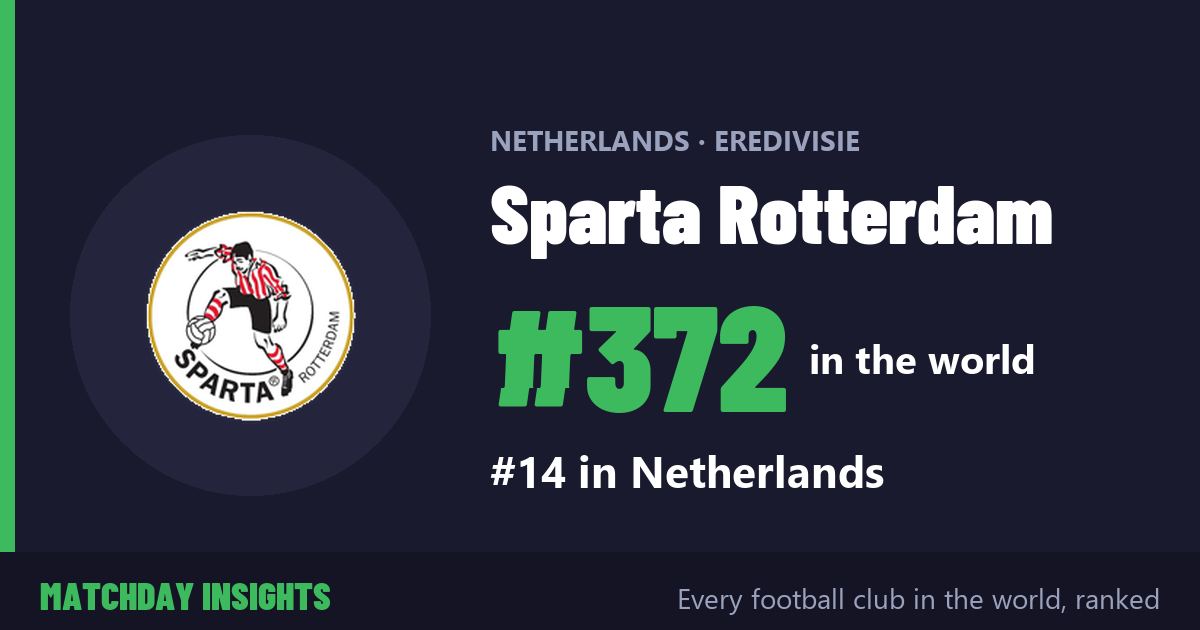 NETHERLANDS · EREDIVISIE
Sparta Rotterdam
SPARTA®
ROTTERDAM
#372 in the world
#14 in Netherlands
MATCHDAY INSIGHTS
Every football club in the world, ranked